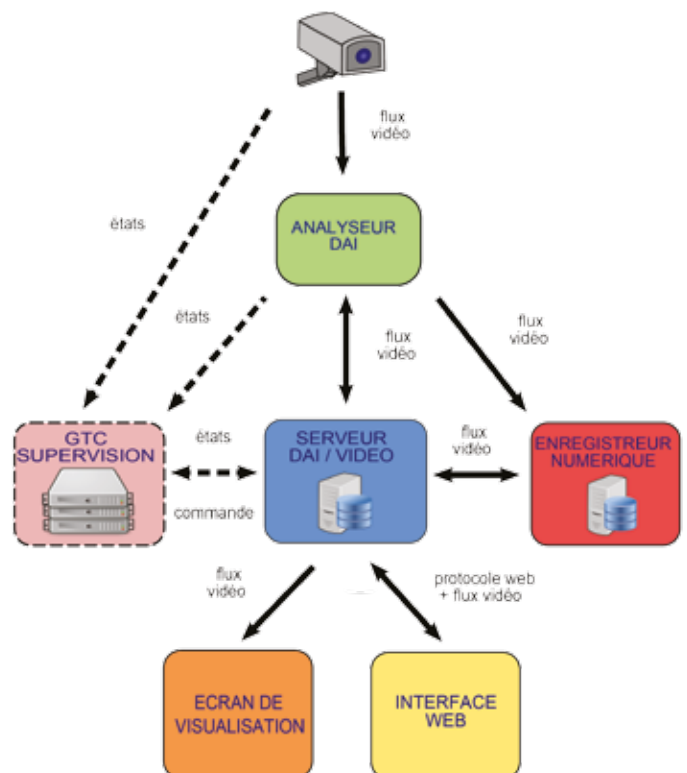 flux
vidéo
états
ANALYSEUR
DAI
états
flux
vidéo
flux
vidéo
GTC
SUPERVISION
états
commande
SERVEUR
DAI / VIDEO
flux
vidéo
ENREGISTREUR
NUMERIQUE
flux
vidéo
protocole web
+ flux vidéo
ECRAN DE
VISUALISATION
INTERFACE
WEB